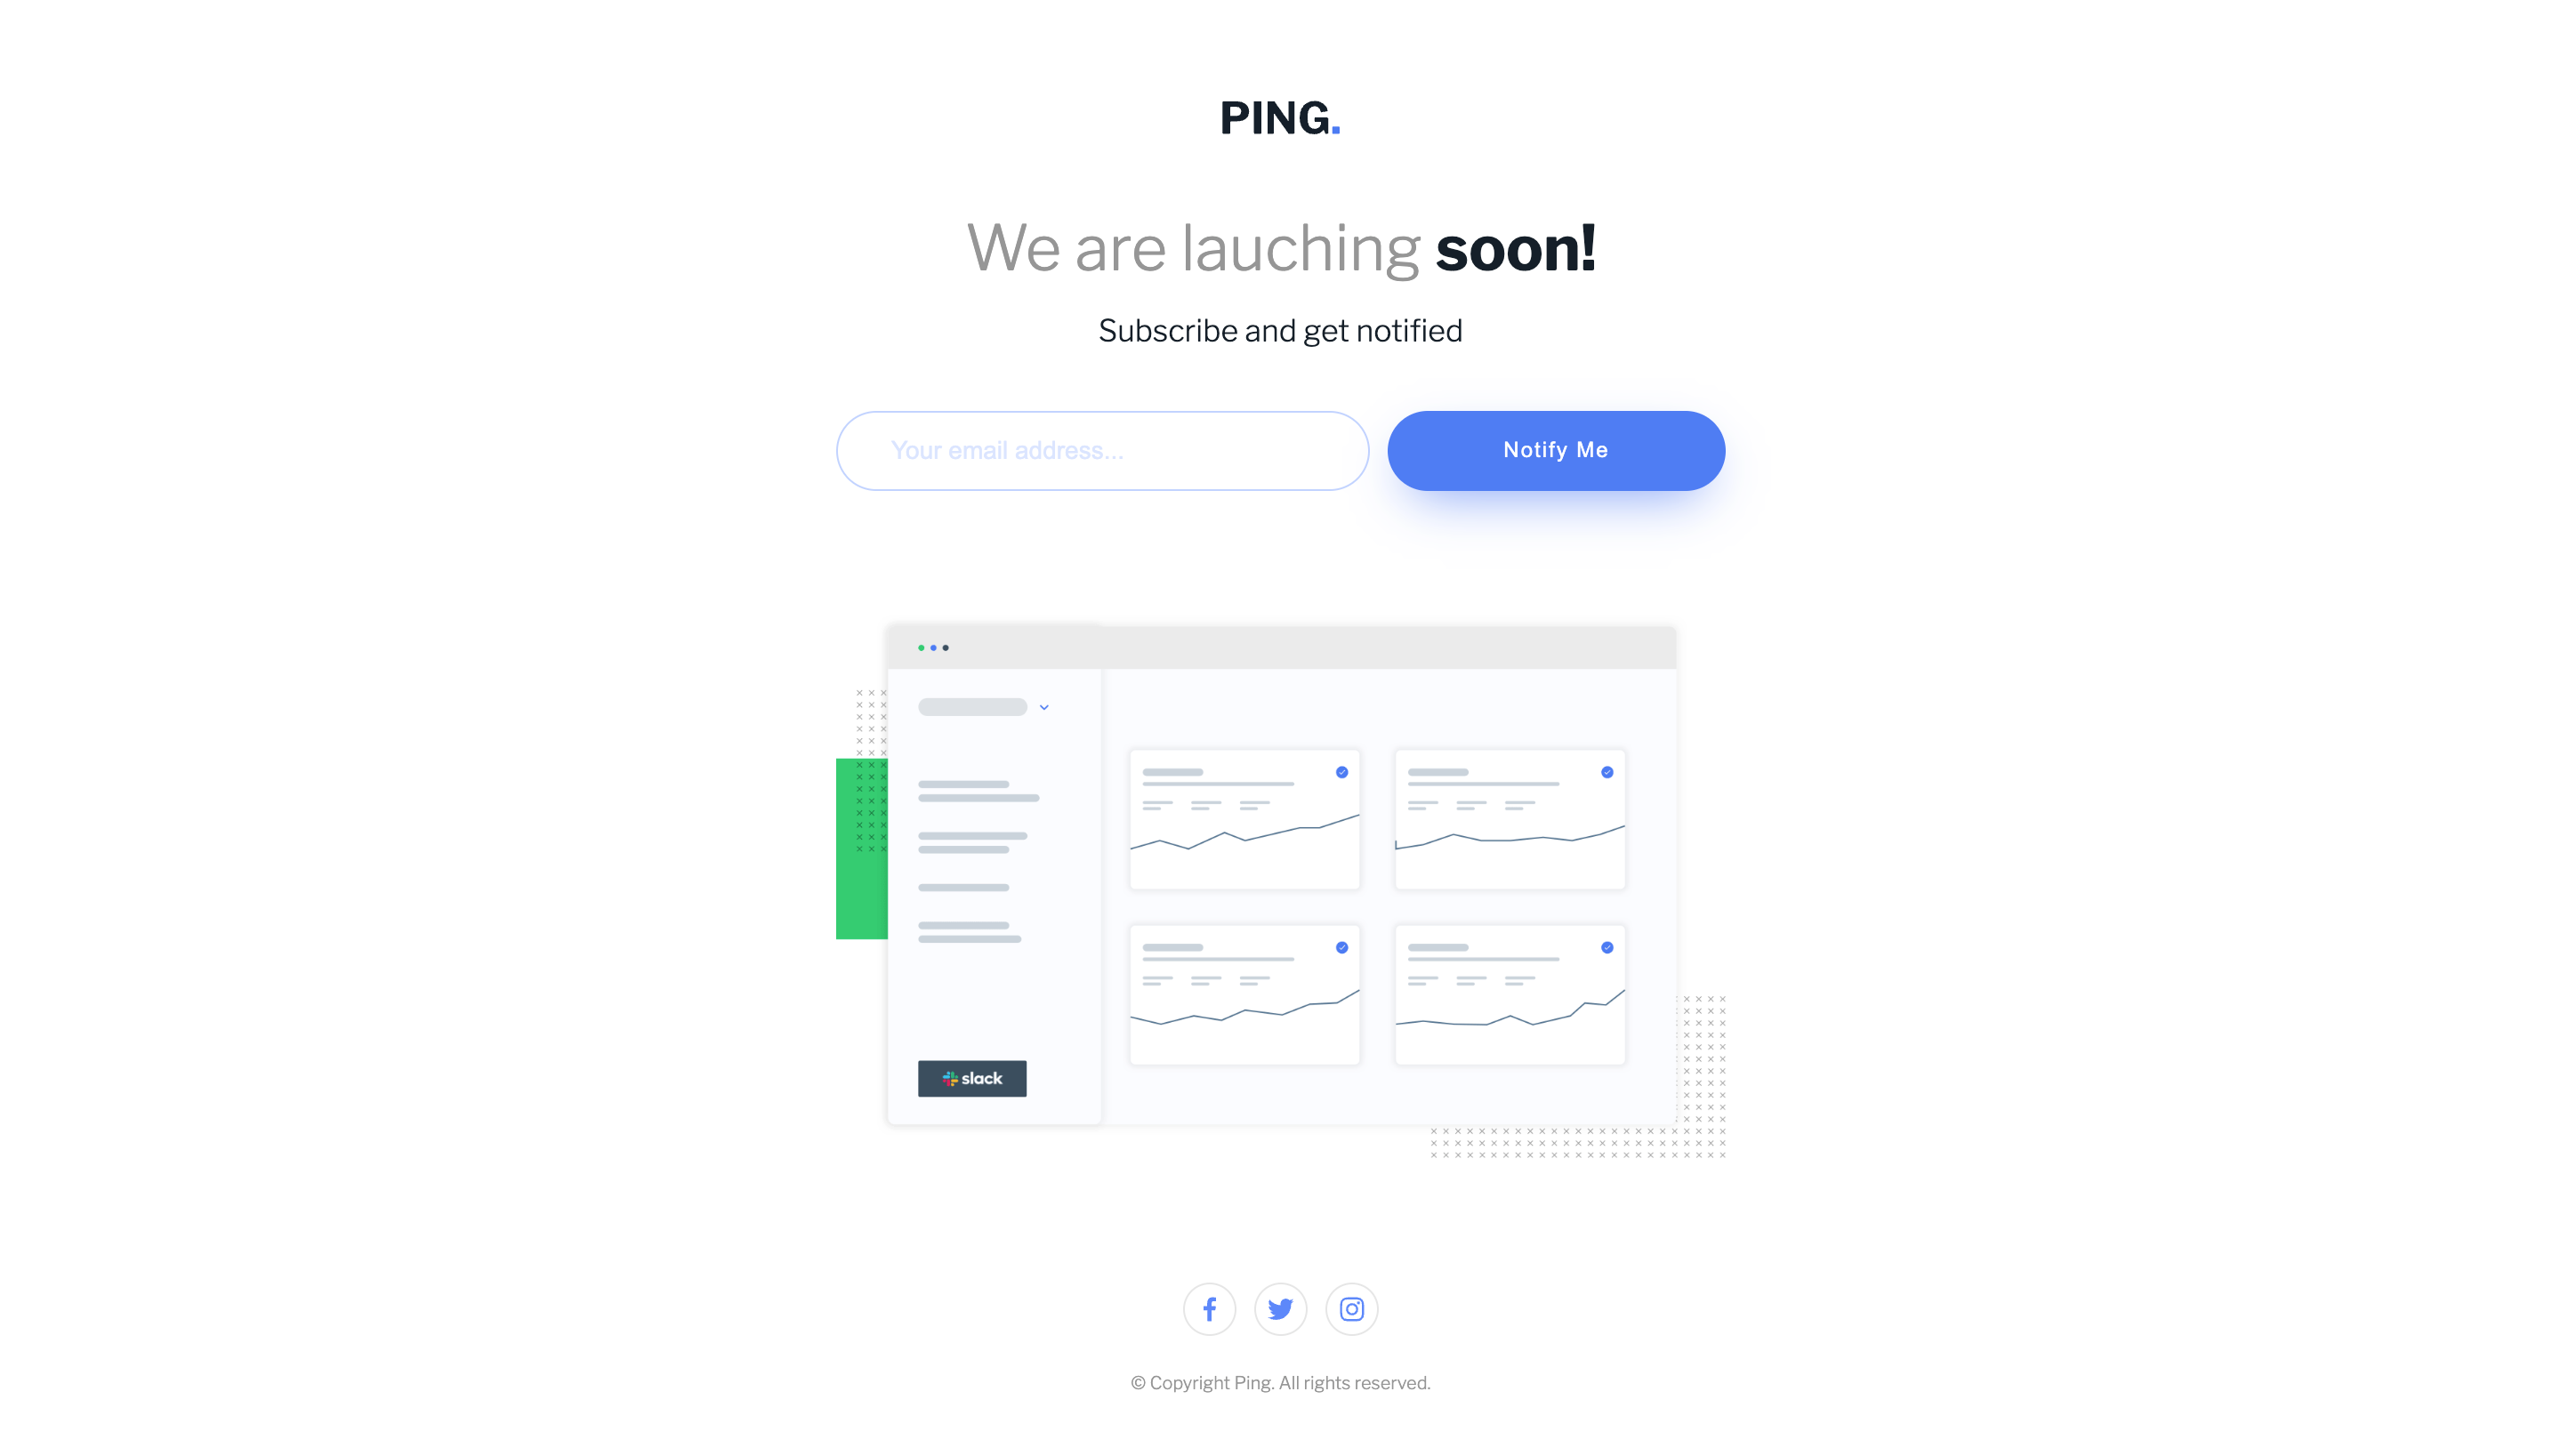 PING.
We are lauching soon!
Subscribe and get notified
Your email address...
Notify Me
slack
© Copyright Ping. All rights reserved.